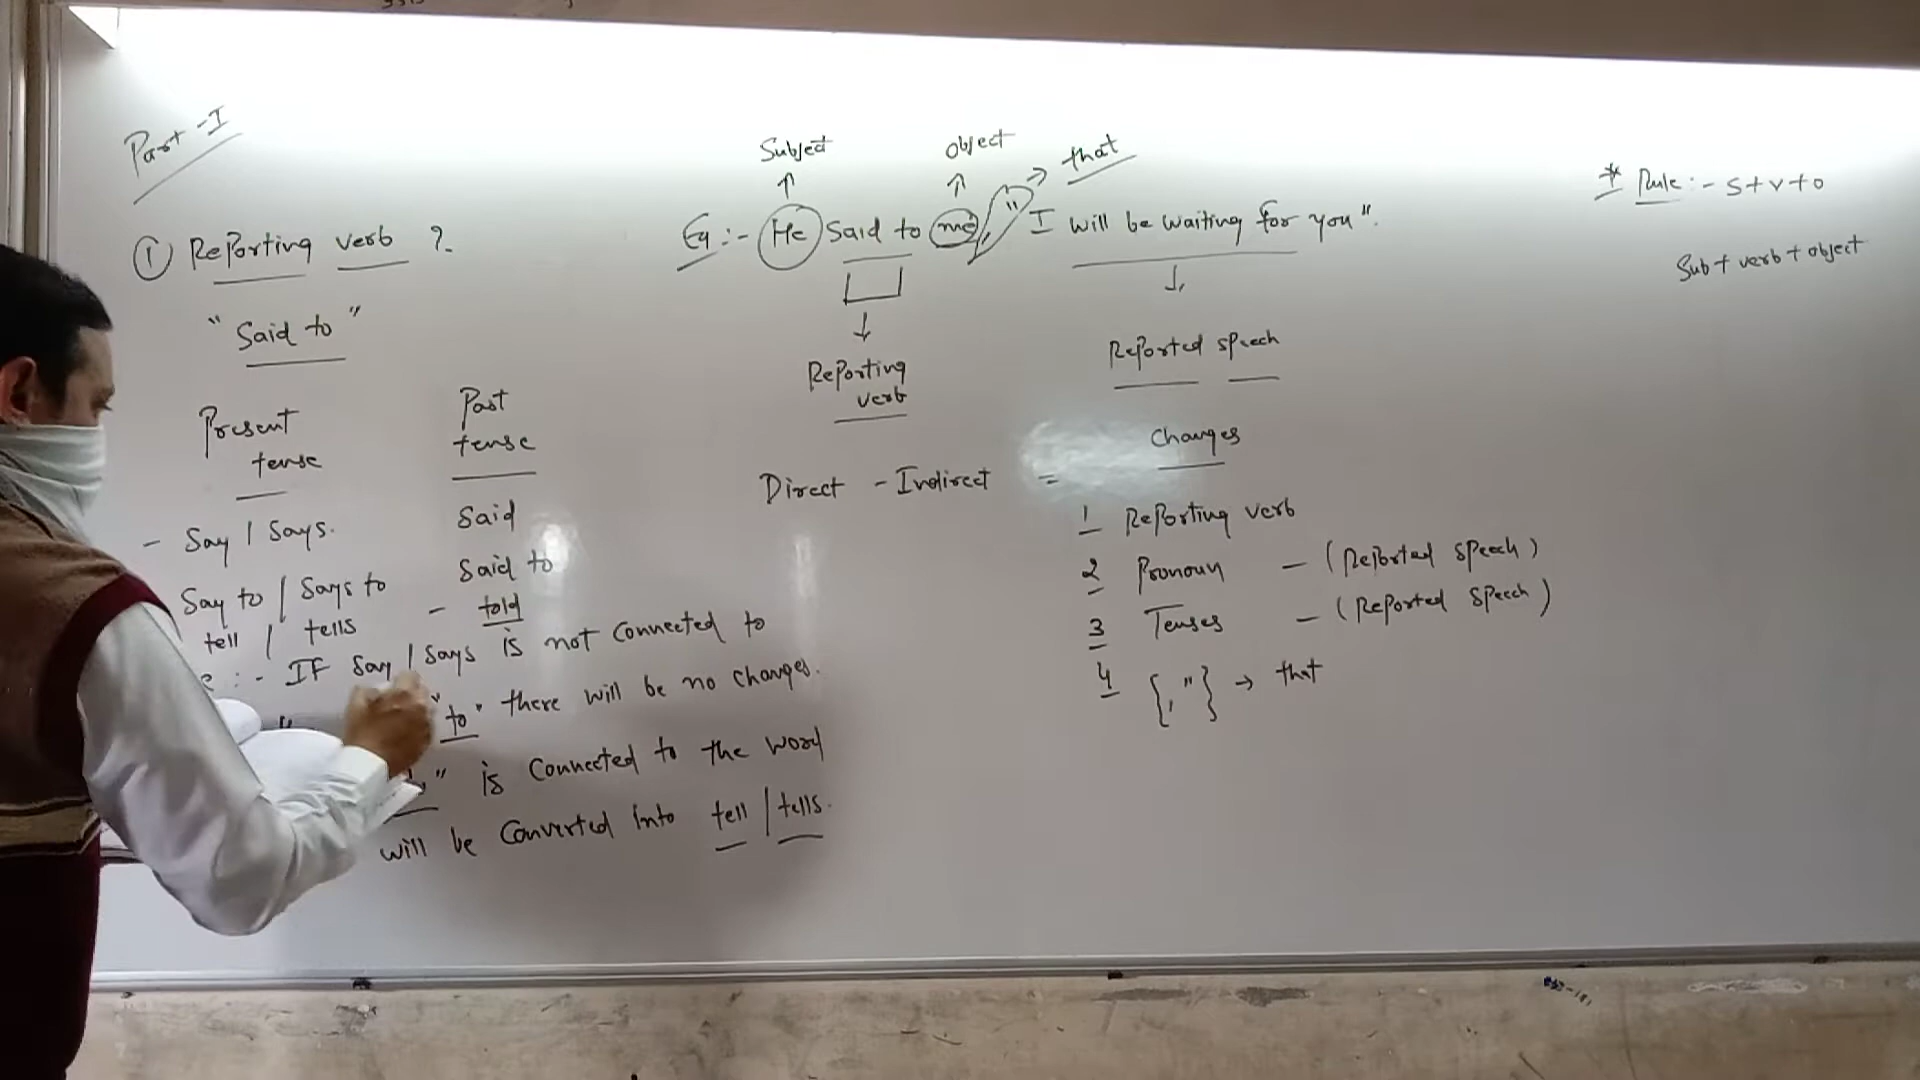 Part - I
① Reporting verb ?
" Said to "
Present tense
Past tense
- Say / Says.
Said
Say to / Says to
Said to
tell / tells
- told
:- IF Say / Says is not connected to
"to" there will be no changes.
" is connected to the word
will be converted into tell / tells.
Subject
object
→ that
Eg :- He Said to me, " I will be waiting for you".
Reporting verb
Reported speech
Direct - Indirect =
Changes
1 Reporting verb
2 Pronoun - (Reported speech)
3 Tenses - (Reported speech)
4 { , " } → that
* Rule :- S+V+O
Sub + verb + object